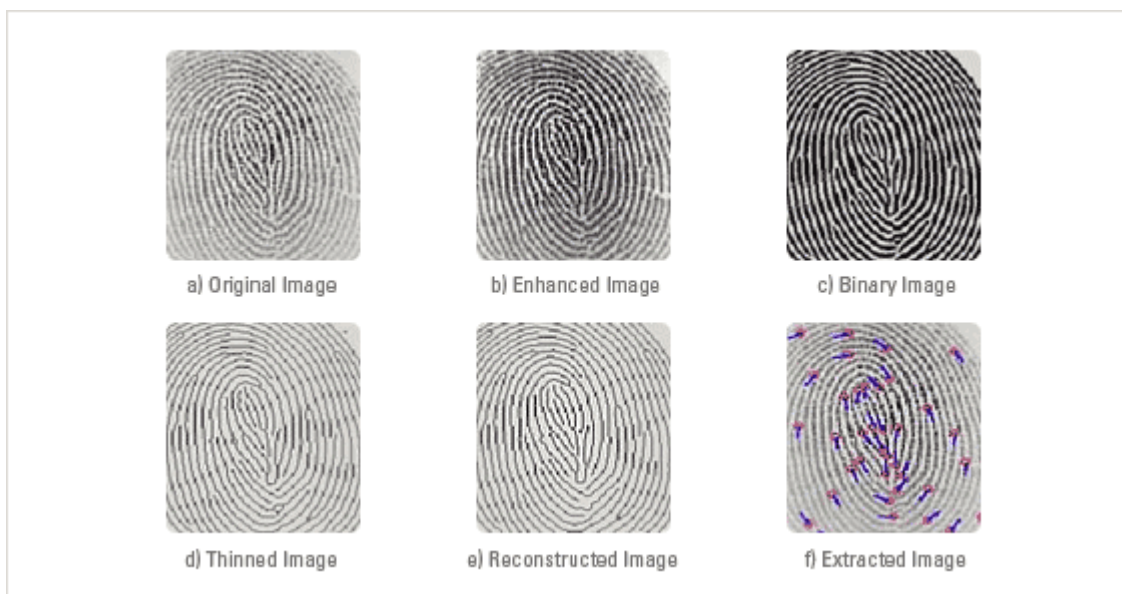 a) Original Image
b) Enhanced Image
c) Binary Image
d) Thinned Image
e) Reconstructed Image
f) Extracted Image